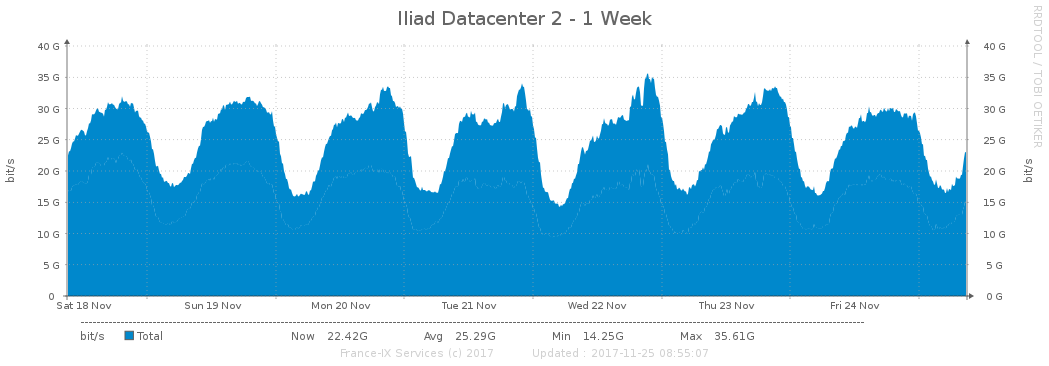 Iliad Datacenter 2 - 1 Week
RRDTOOL / TOBI OETIKER
40 G 40 G
35 G 35 G
30 G 30 G
25 G 25 G
20 G 20 G
15 G 15 G
10 G 10 G
5 G 5 G
0 0 G
bit/s
bit/s
Sat 18 Nov Sun 19 Nov Mon 20 Nov Tue 21 Nov Wed 22 Nov Thu 23 Nov Fri 24 Nov
bit/s Total Now 22.42G Avg 25.29G Min 14.25G Max 35.61G
France-IX Services (c) 2017 Updated : 2017-11-25 08:55:07